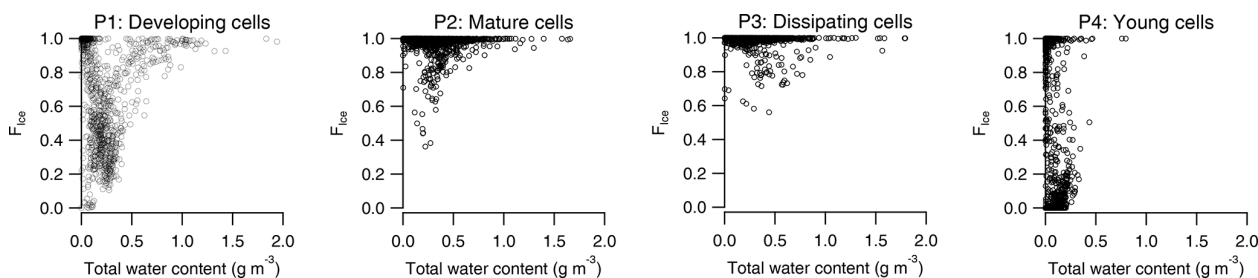 P1: Developing cells
1.0
0.8
0.6
0.4
0.2
0.0
F_Ice
0.0 0.5 1.0 1.5 2.0
Total water content (g m⁻³)
P2: Mature cells
1.0
0.8
0.6
0.4
0.2
0.0
F_Ice
0.0 0.5 1.0 1.5 2.0
Total water content (g m⁻³)
P3: Dissipating cells
1.0
0.8
0.6
0.4
0.2
0.0
F_Ice
0.0 0.5 1.0 1.5 2.0
Total water content (g m⁻³)
P4: Young cells
1.0
0.8
0.6
0.4
0.2
0.0
F_Ice
0.0 0.5 1.0 1.5 2.0
Total water content (g m⁻³)